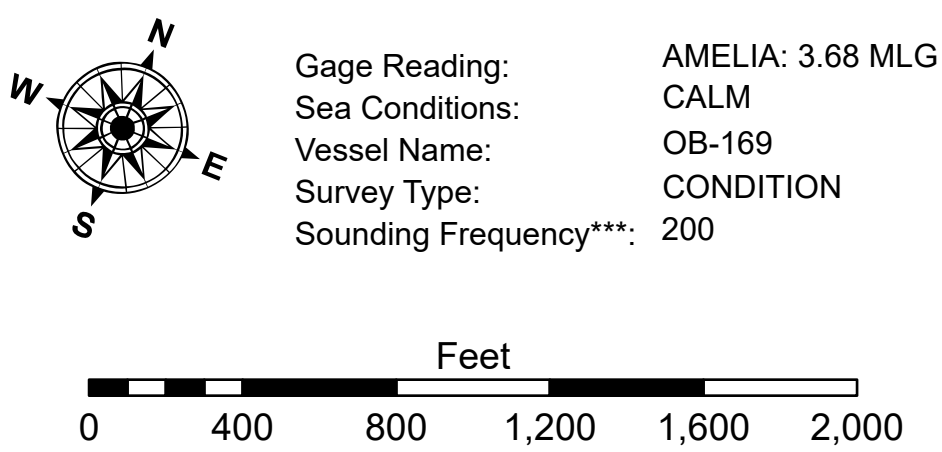 N
W
E
S
Gage Reading: AMELIA: 3.68 MLG
Sea Conditions: CALM
Vessel Name: OB-169
Survey Type: CONDITION
Sounding Frequency***: 200
Feet
0 400 800 1,200 1,600 2,000